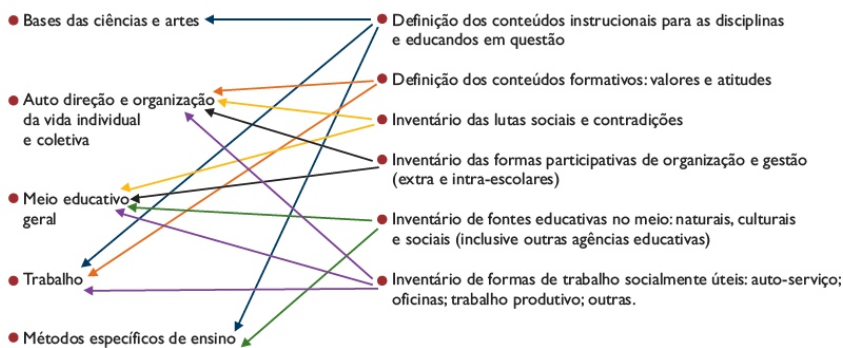 Bases das ciências e artes
Auto direção e organização
da vida individual
e coletiva
Meio educativo
geral
Trabalho
Métodos específicos de ensino
Definição dos conteúdos instrucionais para as disciplinas
e educandos em questão
Definição dos conteúdos formativos: valores e atitudes
Inventário das lutas sociais e contradições
Inventário das formas participativas de organização e gestão
(extra e intra-escolares)
Inventário de fontes educativas no meio: naturais, culturais
e sociais (inclusive outras agências educativas)
Inventário de formas de trabalho socialmente úteis: auto-serviço;
oficinas; trabalho produtivo; outras.